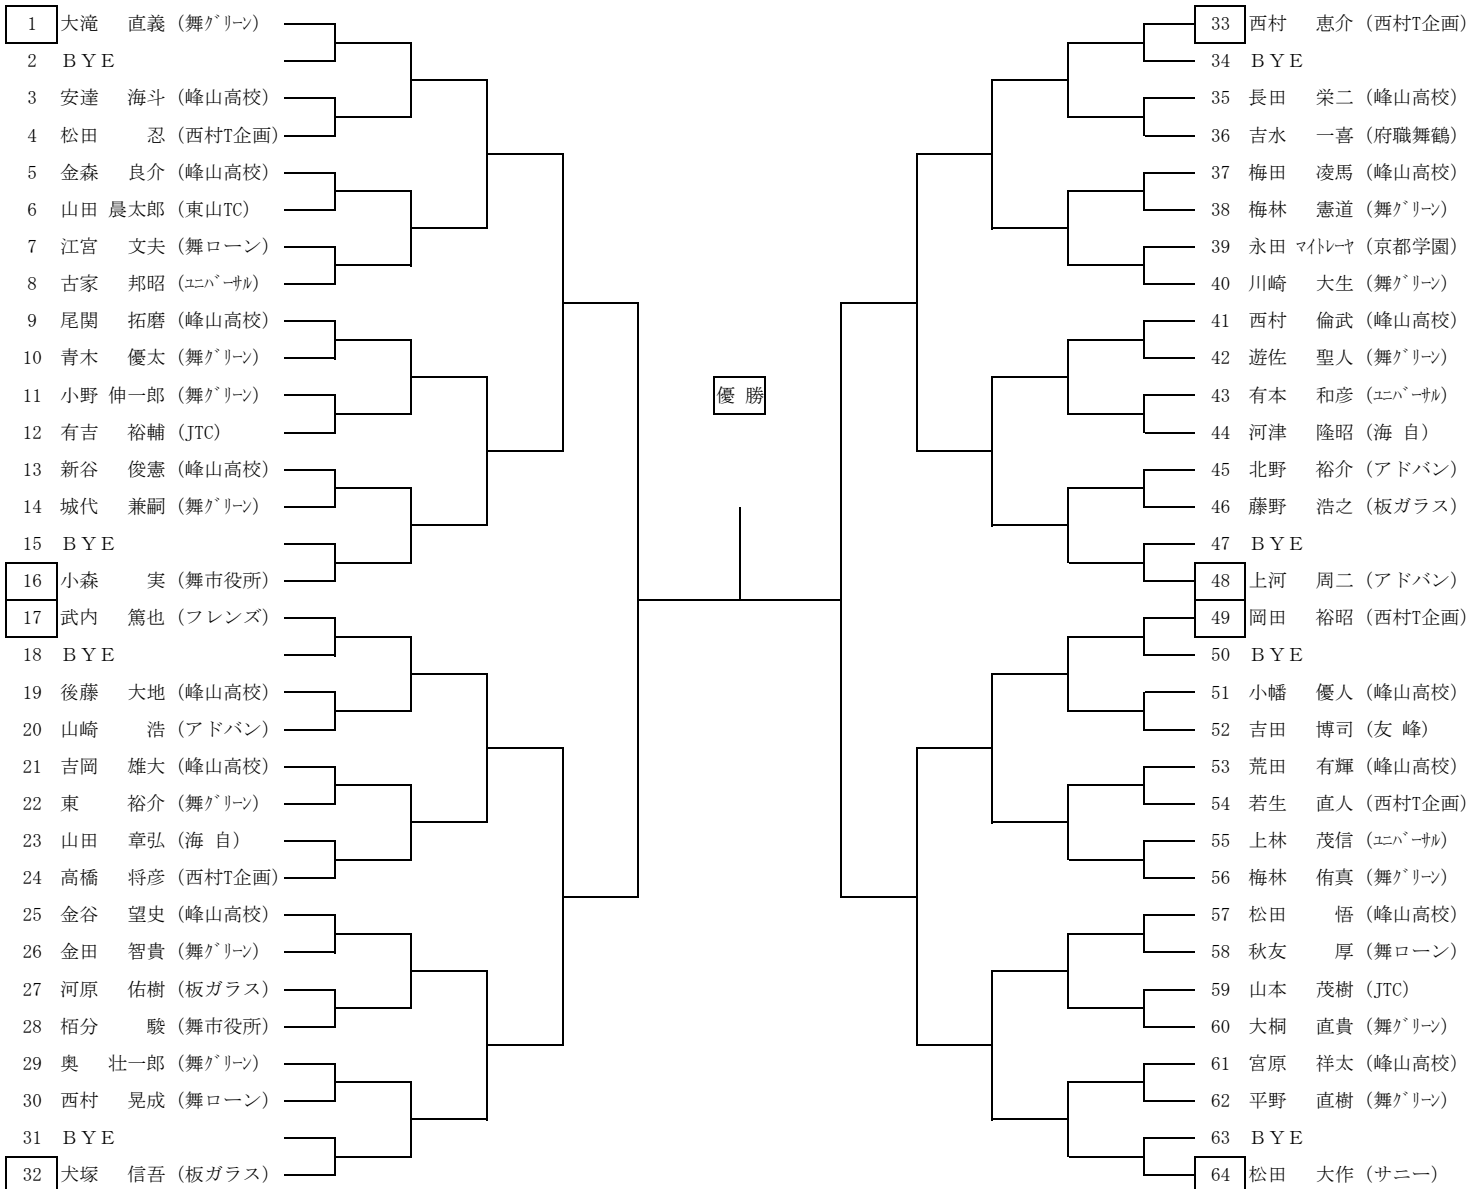 1 大滝 直義 (舞グリーン)
2 ＢＹＥ
3 安達 海斗 (峰山高校)
4 松田 忍 (西村T企画)
5 金森 良介 (峰山高校)
6 山田 晨太郎 (東山TC)
7 江宮 文夫 (舞ローン)
8 古家 邦昭 (ユニバーサル)
9 尾関 拓磨 (峰山高校)
10 青木 優太 (舞グリーン)
11 小野 伸一郎 (舞グリーン)
12 有吉 裕輔 (JTC)
13 新谷 俊憲 (峰山高校)
14 城代 兼嗣 (舞グリーン)
15 ＢＹＥ
16 小森 実 (舞市役所)
17 武内 篤也 (フレンズ)
18 ＢＹＥ
19 後藤 大地 (峰山高校)
20 山崎 浩 (アドバン)
21 吉岡 雄大 (峰山高校)
22 東 裕介 (舞グリーン)
23 山田 章弘 (海 自)
24 高橋 将彦 (西村T企画)
25 金谷 望史 (峰山高校)
26 金田 智貴 (舞グリーン)
27 河原 佑樹 (板ガラス)
28 栢分 駿 (舞市役所)
29 奥 壮一郎 (舞グリーン)
30 西村 晃成 (舞ローン)
31 ＢＹＥ
32 犬塚 信吾 (板ガラス)
優 勝
33 西村 恵介 (西村T企画)
34 ＢＹＥ
35 長田 栄二 (峰山高校)
36 吉水 一喜 (府職舞鶴)
37 梅田 凌馬 (峰山高校)
38 梅林 憲道 (舞グリーン)
39 永田 マイトレーヤ (京都学園)
40 川崎 大生 (舞グリーン)
41 西村 倫武 (峰山高校)
42 遊佐 聖人 (舞グリーン)
43 有本 和彦 (ユニバーサル)
44 河津 隆昭 (海 自)
45 北野 裕介 (アドバン)
46 藤野 浩之 (板ガラス)
47 ＢＹＥ
48 上河 周二 (アドバン)
49 岡田 裕昭 (西村T企画)
50 ＢＹＥ
51 小幡 優人 (峰山高校)
52 吉田 博司 (友 峰)
53 荒田 有輝 (峰山高校)
54 若生 直人 (西村T企画)
55 上林 茂信 (ユニバーサル)
56 梅林 侑真 (舞グリーン)
57 松田 悟 (峰山高校)
58 秋友 厚 (舞ローン)
59 山本 茂樹 (JTC)
60 大桐 直貴 (舞グリーン)
61 宮原 祥太 (峰山高校)
62 平野 直樹 (舞グリーン)
63 ＢＹＥ
64 松田 大作 (サニー)